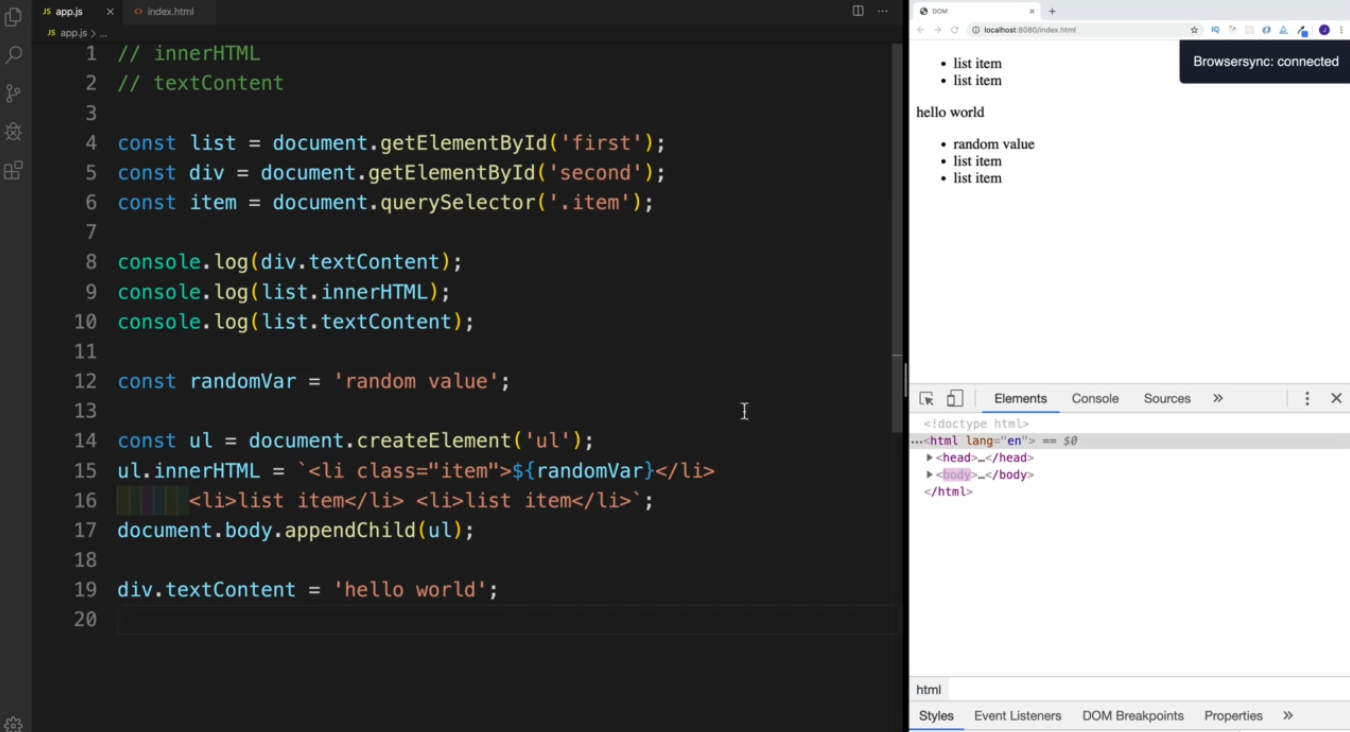 JS app.js × <> index.html ...
JS app.js > ...
1 // innerHTML
2 // textContent
3
4 const list = document.getElementById('first');
5 const div = document.getElementById('second');
6 const item = document.querySelector('.item');
7
8 console.log(div.textContent);
9 console.log(list.innerHTML);
10 console.log(list.textContent);
11
12 const randomVar = 'random value';
13
14 const ul = document.createElement('ul');
15 ul.innerHTML = `<li class="item">${randomVar}</li>
16 <li>list item</li> <li>list item</li>`;
17 document.body.appendChild(ul);
18
19 div.textContent = 'hello world';
20
DOM × +
localhost:8080/index.html IQ J
Browsersync: connected
• list item
• list item
hello world
• random value
• list item
• list item
Elements Console Sources » ×
<!doctype html>
...<html lang="en"> == $0
<head>…</head>
<body>…</body>
</html>
html
Styles Event Listeners DOM Breakpoints Properties »